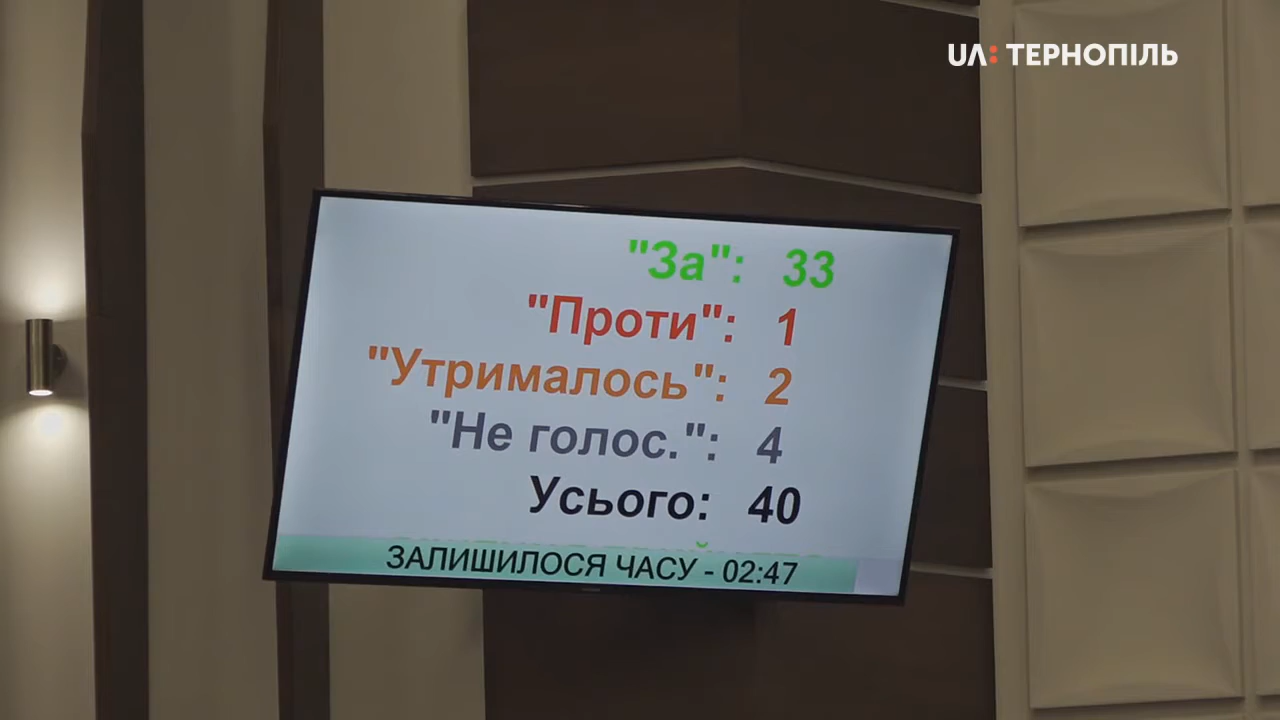 UA: ТЕРНОПІЛЬ
"За": 33
"Проти": 1
"Утрималось": 2
"Не голос.": 4
Усього: 40
ЗАЛИШИЛОСЯ ЧАСУ - 02:47